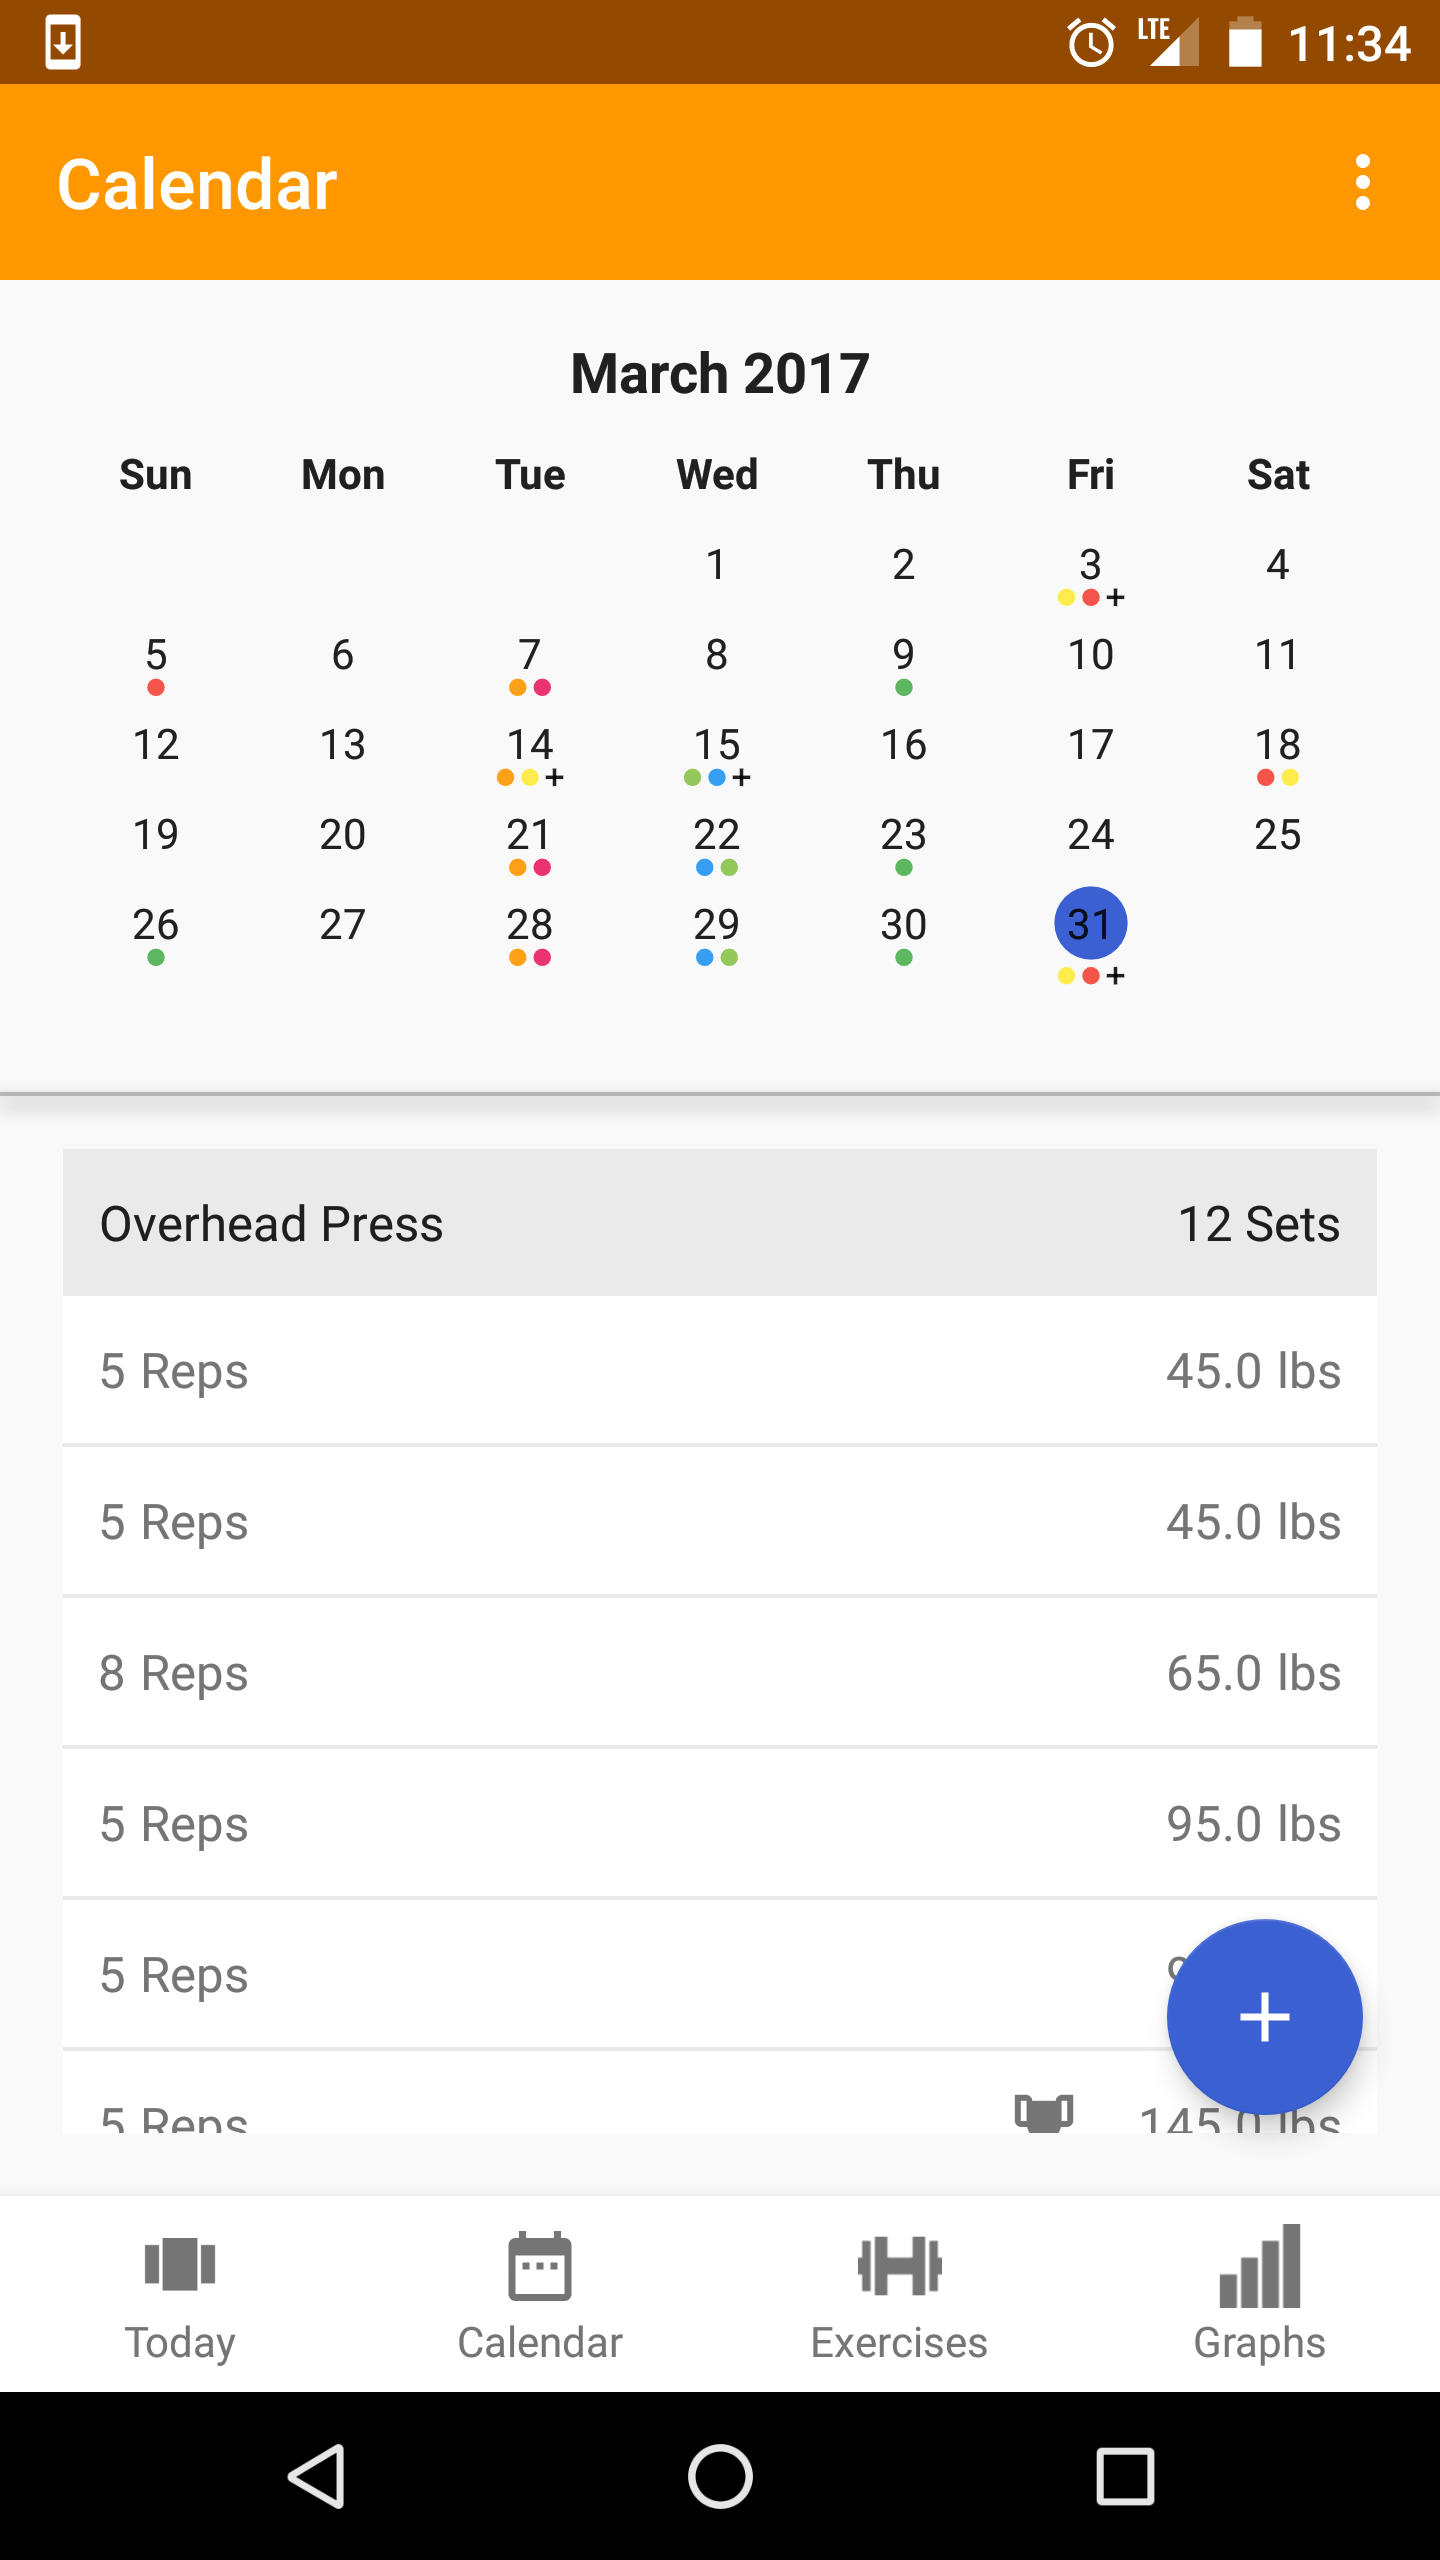 LTE 11:34
Calendar
March 2017
Sun Mon Tue Wed Thu Fri Sat
1 2 3 4
+
5 6 7 8 9 10 11
12 13 14 15 16 17 18
+ +
19 20 21 22 23 24 25
26 27 28 29 30 31
+
Overhead Press 12 Sets
5 Reps 45.0 lbs
5 Reps 45.0 lbs
8 Reps 65.0 lbs
5 Reps 95.0 lbs
5 Reps
5 Reps 145.0 lbs
Today Calendar Exercises Graphs